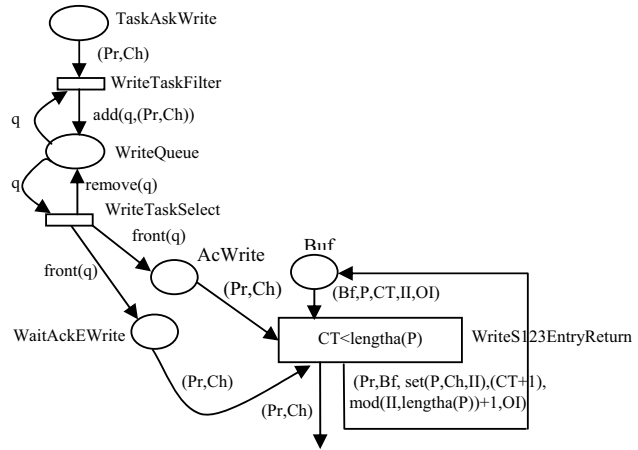 TaskAskWrite
(Pr,Ch)
WriteTaskFilter
q
add(q,(Pr,Ch))
WriteQueue
q
remove(q)
WriteTaskSelect
front(q)
AcWrite
Buf
front(q)
(Pr,Ch)
(Bf,P,CT,II,OI)
WaitAckEWrite
CT<lengtha(P)
WriteS123EntryReturn
(Pr,Ch)
(Pr,Ch)
(Pr,Bf, set(P,Ch,II),(CT+1),
mod(II,lengtha(P))+1,OI)